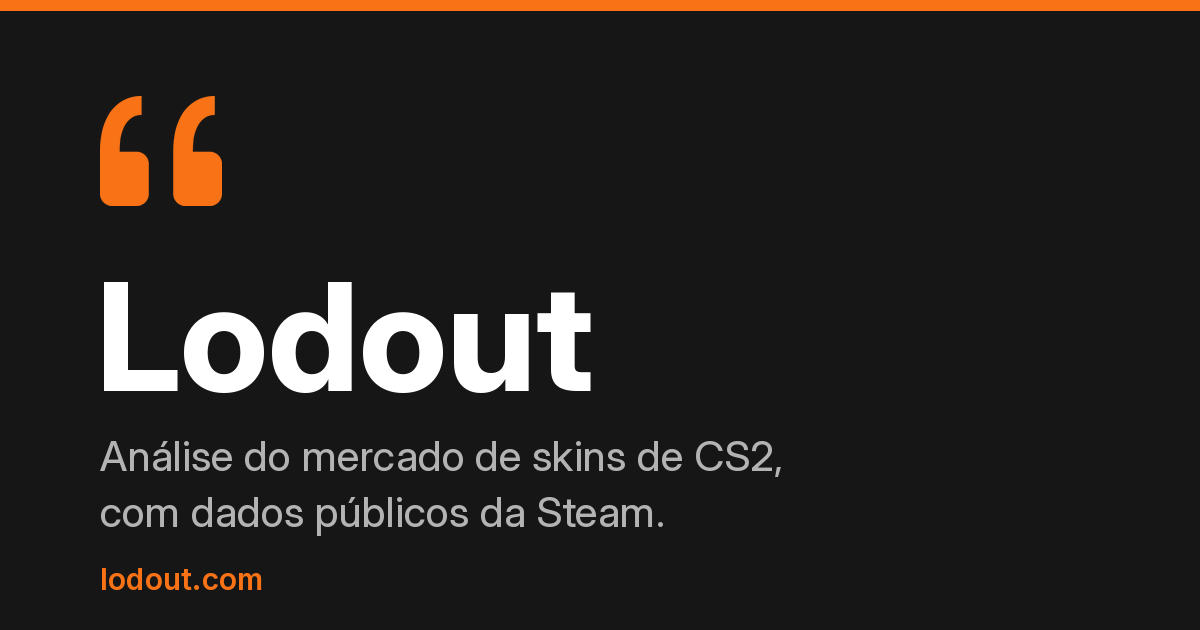 Lodout
Análise do mercado de skins de CS2,
com dados públicos da Steam.
lodout.com